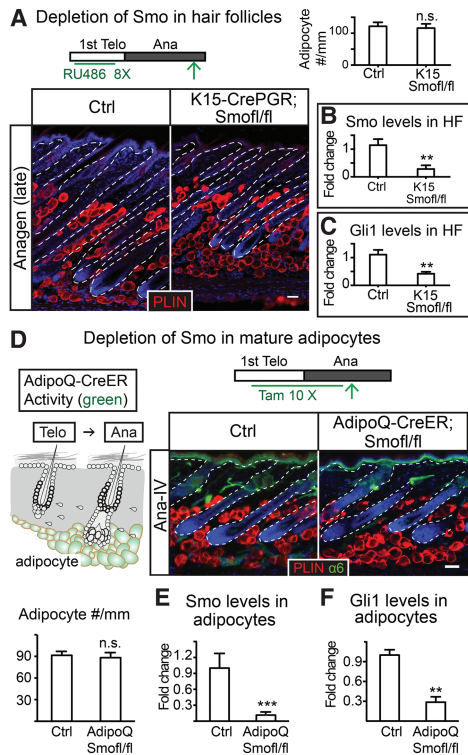 A Depletion of Smo in hair follicles
1st Telo
Ana
RU486 8X
Adipocyte
#/mm
120
80
40
n.s.
Ctrl
K15
Smofl/fl
Ctrl
K15-CrePGR;
Smofl/fl
Anagen (late)
PLIN
B
Smo levels in HF
Fold change
1
0
**
Ctrl
K15
Smofl/fl
C
Gli1 levels in HF
Fold change
1
0
**
Ctrl
K15
Smofl/fl
D Depletion of Smo in mature adipocytes
AdipoQ-CreER
Activity (green)
Telo → Ana
adipocyte
1st Telo
Ana
Tam 10 X
Ctrl
AdipoQ-CreER;
Smofl/fl
Ana-IV
PLIN α6
Adipocyte #/mm
90
60
30
n.s.
Ctrl
AdipoQ
Smofl/fl
E
Smo levels in
adipocytes
Fold change
1.2
0.9
0.6
0.3
***
Ctrl
AdipoQ
Smofl/fl
F
Gli1 levels in
adipocytes
Fold change
0.9
0.6
0.3
**
Ctrl
AdipoQ
Smofl/fl